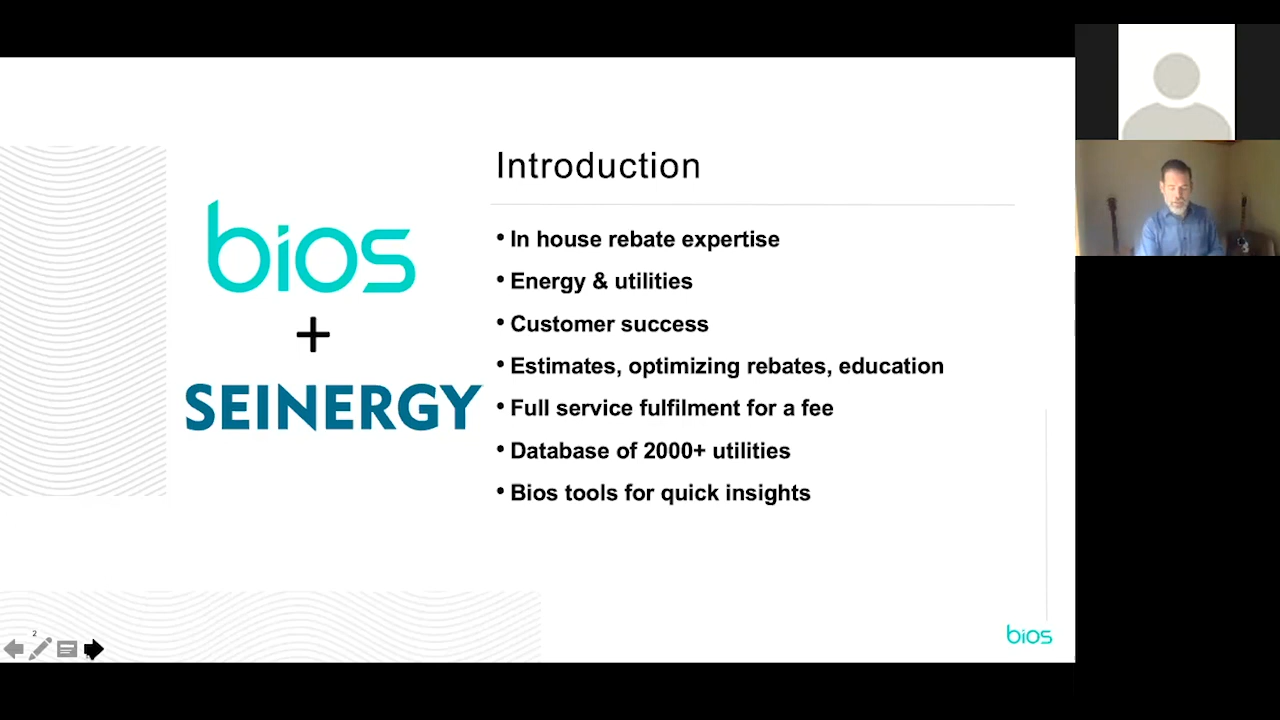 Introduction
bios
+
SEINERGY
• In house rebate expertise
• Energy & utilities
• Customer success
• Estimates, optimizing rebates, education
• Full service fulfilment for a fee
• Database of 2000+ utilities
• Bios tools for quick insights
2
bios